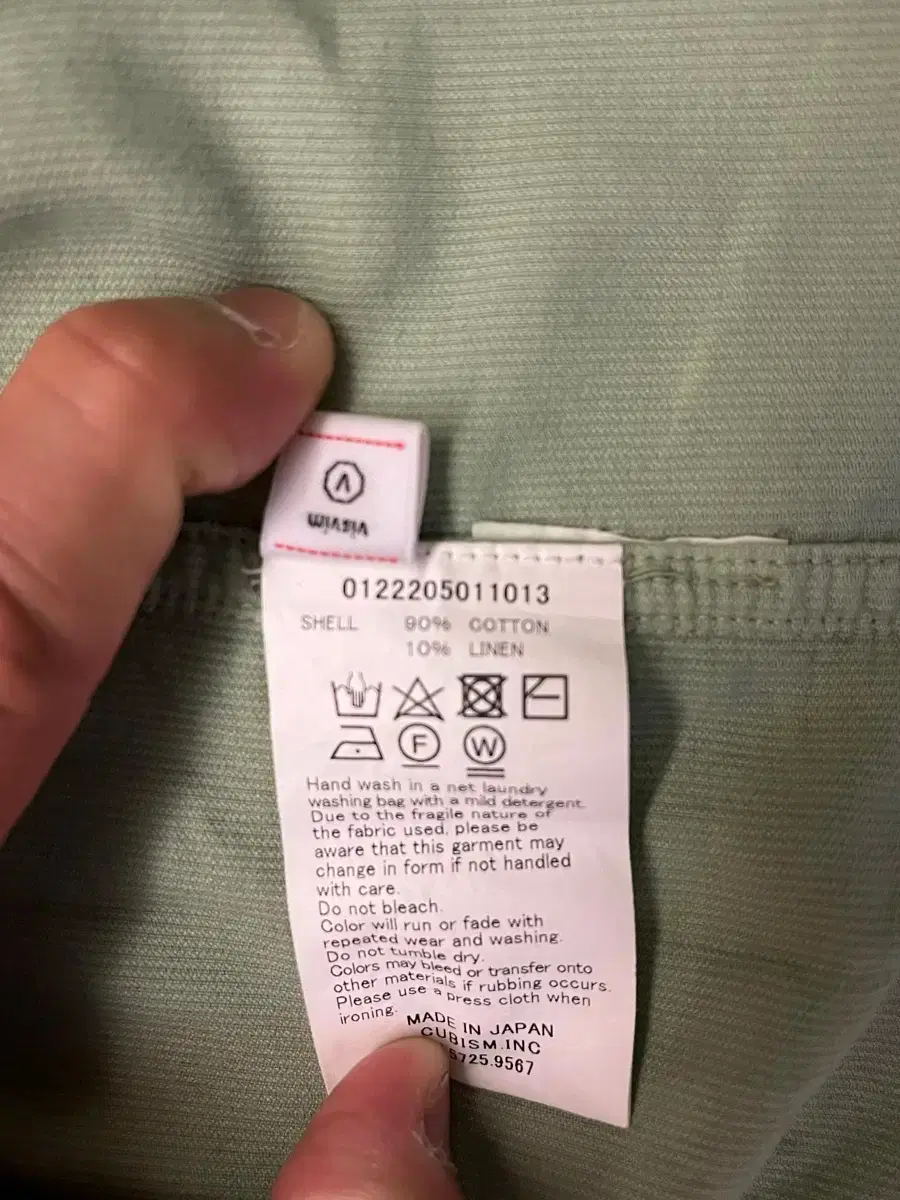 visvim
0122205011013
SHELL 90% COTTON
10% LINEN
F W
Hand wash in a net laundry
washing bag with a mild detergent.
Due to the fragile nature of
the fabric used, please be
aware that this garment may
change in form if not handled
with care.
Do not bleach.
Color will run or fade with
repeated wear and washing.
Do not tumble dry.
Colors may bleed or transfer onto
other materials if rubbing occurs.
Please use a press cloth when
ironing.
MADE IN JAPAN
CUBISM.INC
5725.9567